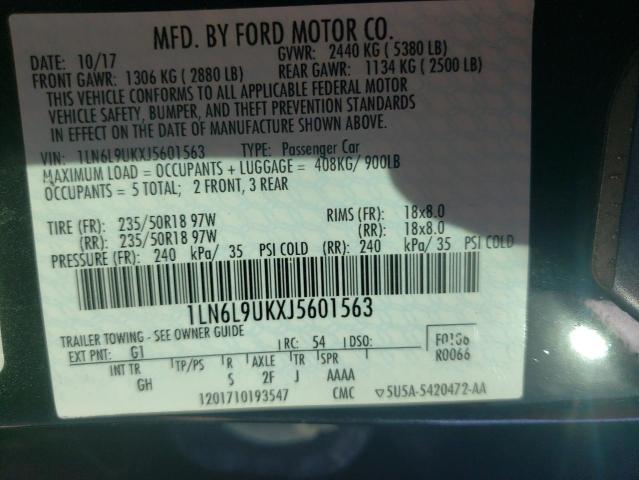 MFD. BY FORD MOTOR CO.
DATE: 10/17 GVWR: 2440 KG ( 5380 LB)
FRONT GAWR: 1306 KG ( 2880 LB) REAR GAWR: 1134 KG ( 2500 LB)
THIS VEHICLE CONFORMS TO ALL APPLICABLE FEDERAL MOTOR
VEHICLE SAFETY, BUMPER, AND THEFT PREVENTION STANDARDS
IN EFFECT ON THE DATE OF MANUFACTURE SHOWN ABOVE.
VIN: 1LN6L9UKXJ5601563 TYPE: Passenger Car
MAXIMUM LOAD = OCCUPANTS + LUGGAGE = 408KG/ 900LB
OCCUPANTS = 5 TOTAL; 2 FRONT, 3 REAR
TIRE (FR): 235/50R18 97W RIMS (FR): 18x8.0
(RR): 235/50R18 97W (RR): 18x8.0
PRESSURE (FR): 240 kPa/ 35 PSI COLD (RR): 240 kPa/ 35 PSI COLD
1LN6L9UKXJ5601563
TRAILER TOWING - SEE OWNER GUIDE
EXT PNT: G1 RC: 54 DSO: F0166
R0066
INT TR TP/PS R AXLE TR SPR
GH S 2F J AAAA
1201710193547 CMC ▽5U5A-5420472-AA